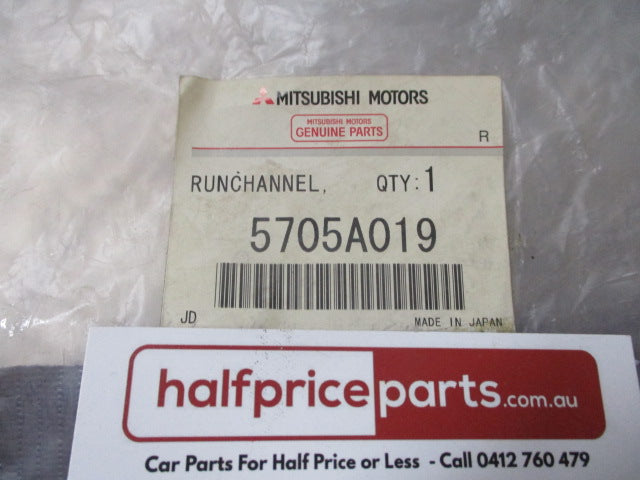 MITSUBISHI MOTORS
MITSUBISHI MOTORS
GENUINE PARTS
R
RUNCHANNEL, QTY:1
5705A019
JD MADE IN JAPAN
halfpriceparts.com.au
Car Parts For Half Price or Less - Call 0412 760 479